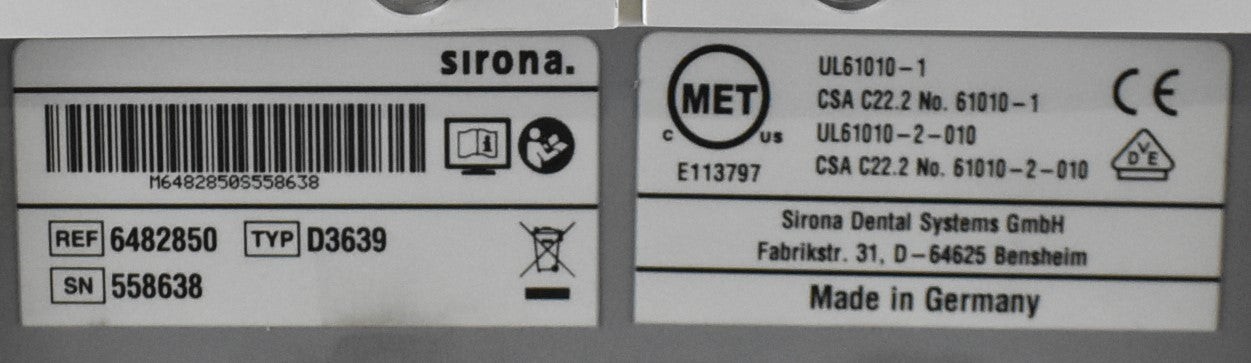 sirona.
M6482850S558638
REF 6482850 TYP D3639
SN 558638
MET
C US
E113797
UL61010-1
CSA C22.2 No. 61010-1
UL61010-2-010
CSA C22.2 No. 61010-2-010
CE
DVE
Sirona Dental Systems GmbH
Fabrikstr. 31, D-64625 Bensheim
Made in Germany